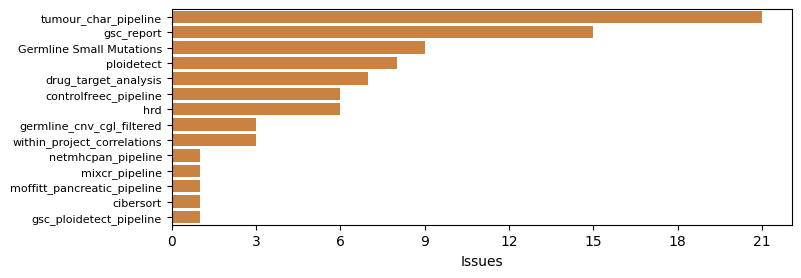 tumour_char_pipeline
gsc_report
Germline Small Mutations
ploidetect
drug_target_analysis
controlfreec_pipeline
hrd
germline_cnv_cgl_filtered
within_project_correlations
netmhcpan_pipeline
mixcr_pipeline
moffitt_pancreatic_pipeline
cibersort
gsc_ploidetect_pipeline
0 3 6 9 12 15 18 21
Issues